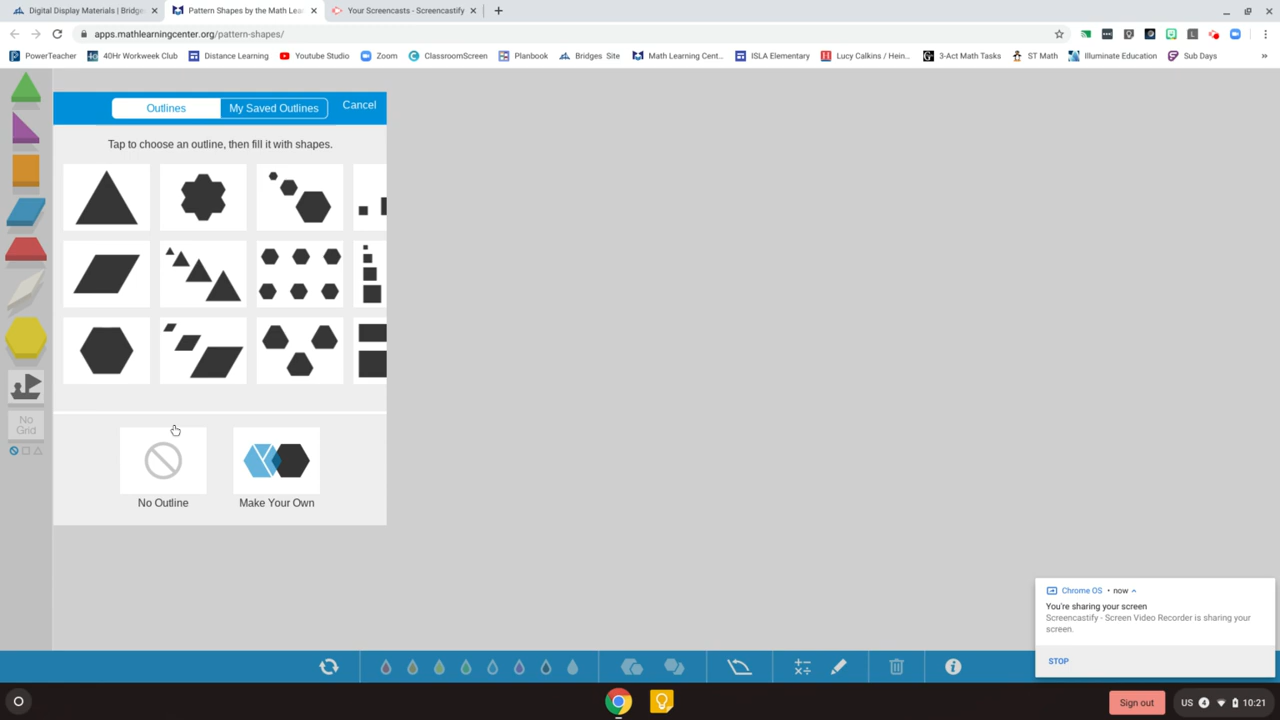 Digital Display Materials | Bridge
Pattern Shapes by the Math Lea
Your Screencasts - Screencastify
apps.mathlearningcenter.org/pattern-shapes/
PowerTeacher
40Hr Workweek Club
Distance Learning
Youtube Studio
Zoom
ClassroomScreen
Planbook
Bridges Site
Math Learning Cent...
ISLA Elementary
Lucy Calkins / Hein...
3-Act Math Tasks
ST Math
Illuminate Education
Sub Days
»
Outlines
My Saved Outlines
Cancel
Tap to choose an outline, then fill it with shapes.
No
Grid
No Outline
Make Your Own
Chrome OS • now
You're sharing your screen
Screencastify - Screen Video Recorder is sharing your
screen.
STOP
Sign out
US
4
10:21